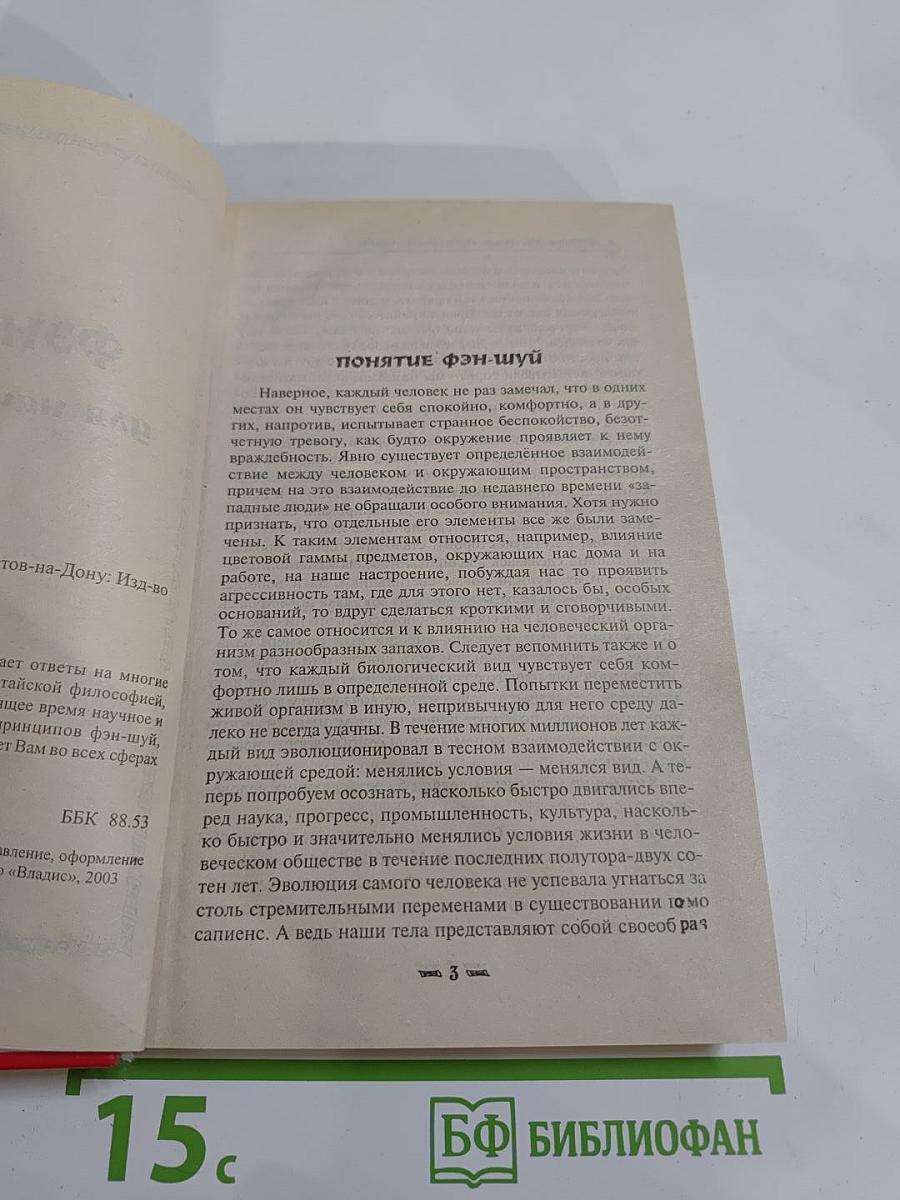 тов-на-Дону: Изд-во
ает ответы на многие
тайской философией,
ящее время научное и
принципов фэн-шуй,
ет Вам во всех сферах
ББК 88.53
авление, оформление
о «Владис», 2003
ПОНЯТИЕ ФЭН-ШУЙ
Наверное, каждый человек не раз замечал, что в одних
местах он чувствует себя спокойно, комфортно, а в дру-
гих, напротив, испытывает странное беспокойство, безот-
четную тревогу, как будто окружение проявляет к нему
враждебность. Явно существует определённое взаимодей-
ствие между человеком и окружающим пространством,
причем на это взаимодействие до недавнего времени «за-
падные люди» не обращали особого внимания. Хотя нужно
признать, что отдельные его элементы все же были заме-
чены. К таким элементам относится, например, влияние
цветовой гаммы предметов, окружающих нас дома и на
работе, на наше настроение, побуждая нас то проявить
агрессивность там, где для этого нет, казалось бы, особых
оснований, то вдруг сделаться кроткими и сговорчивыми.
То же самое относится и к влиянию на человеческий орга-
низм разнообразных запахов. Следует вспомнить также и о
том, что каждый биологический вид чувствует себя ком-
фортно лишь в определенной среде. Попытки переместить
живой организм в иную, непривычную для него среду да-
леко не всегда удачны. В течение многих миллионов лет каж-
дый вид эволюционировал в тесном взаимодействии с ок-
ружающей средой: менялись условия — менялся вид. А те-
перь попробуем осознать, насколько быстро двигались впе-
ред наука, прогресс, промышленность, культура, насколь-
ко быстро и значительно менялись условия жизни в чело-
веческом обществе в течение последних полутора-двух со-
тен лет. Эволюция самого человека не успевала угнаться за
столь стремительными переменами в существовании гомо
сапиенс. А ведь наши тела представляют собой своеобраз
3
15 с
БФ БИБЛИОФАН